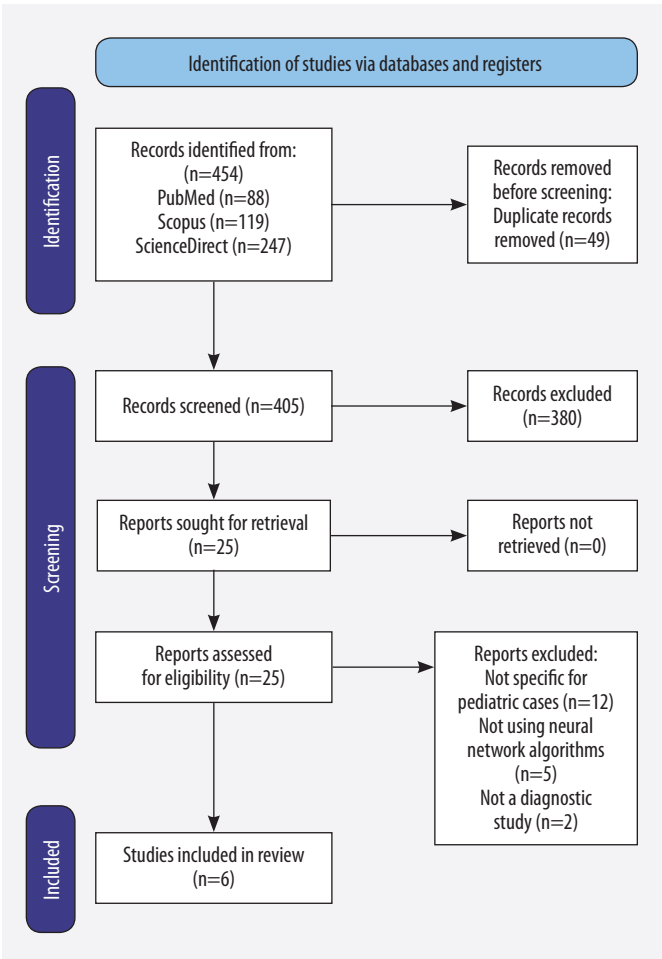 Identification of studies via databases and registers
Identification
Records identified from:
(n=454)
PubMed (n=88)
Scopus (n=119)
ScienceDirect (n=247)
Records removed
before screening:
Duplicate records
removed (n=49)
Screening
Records screened (n=405)
Records excluded
(n=380)
Reports sought for retrieval
(n=25)
Reports not
retrieved (n=0)
Reports assessed
for eligibility (n=25)
Reports excluded:
Not specific for
pediatric cases (n=12)
Not using neural
network algorithms
(n=5)
Not a diagnostic
study (n=2)
Included
Studies included in review
(n=6)